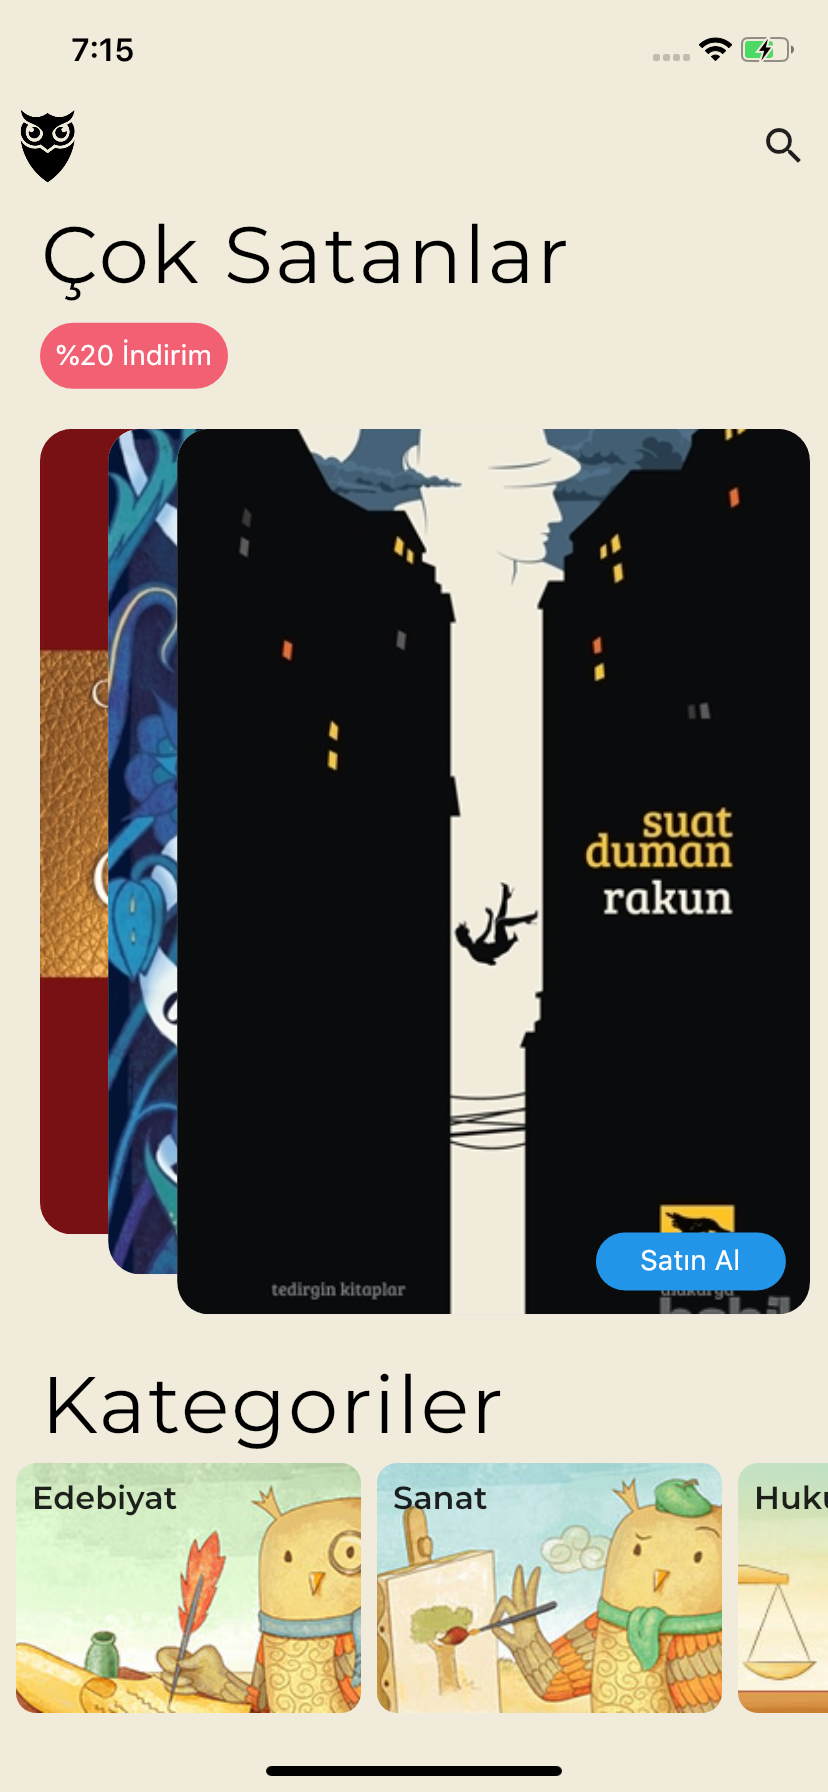 7:15
Çok Satanlar
%20 İndirim
suat
duman
rakun
tedirgin kitaplar
Satın Al
Kategoriler
Edebiyat
Sanat